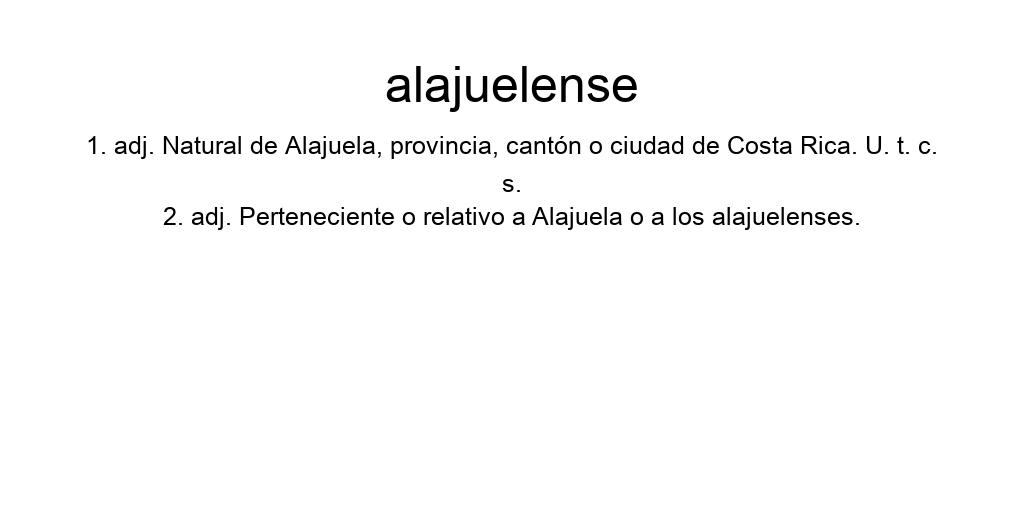 alajuelense
1. adj. Natural de Alajuela, provincia, cantón o ciudad de Costa Rica. U. t. c.
s.
2. adj. Perteneciente o relativo a Alajuela o a los alajuelenses.